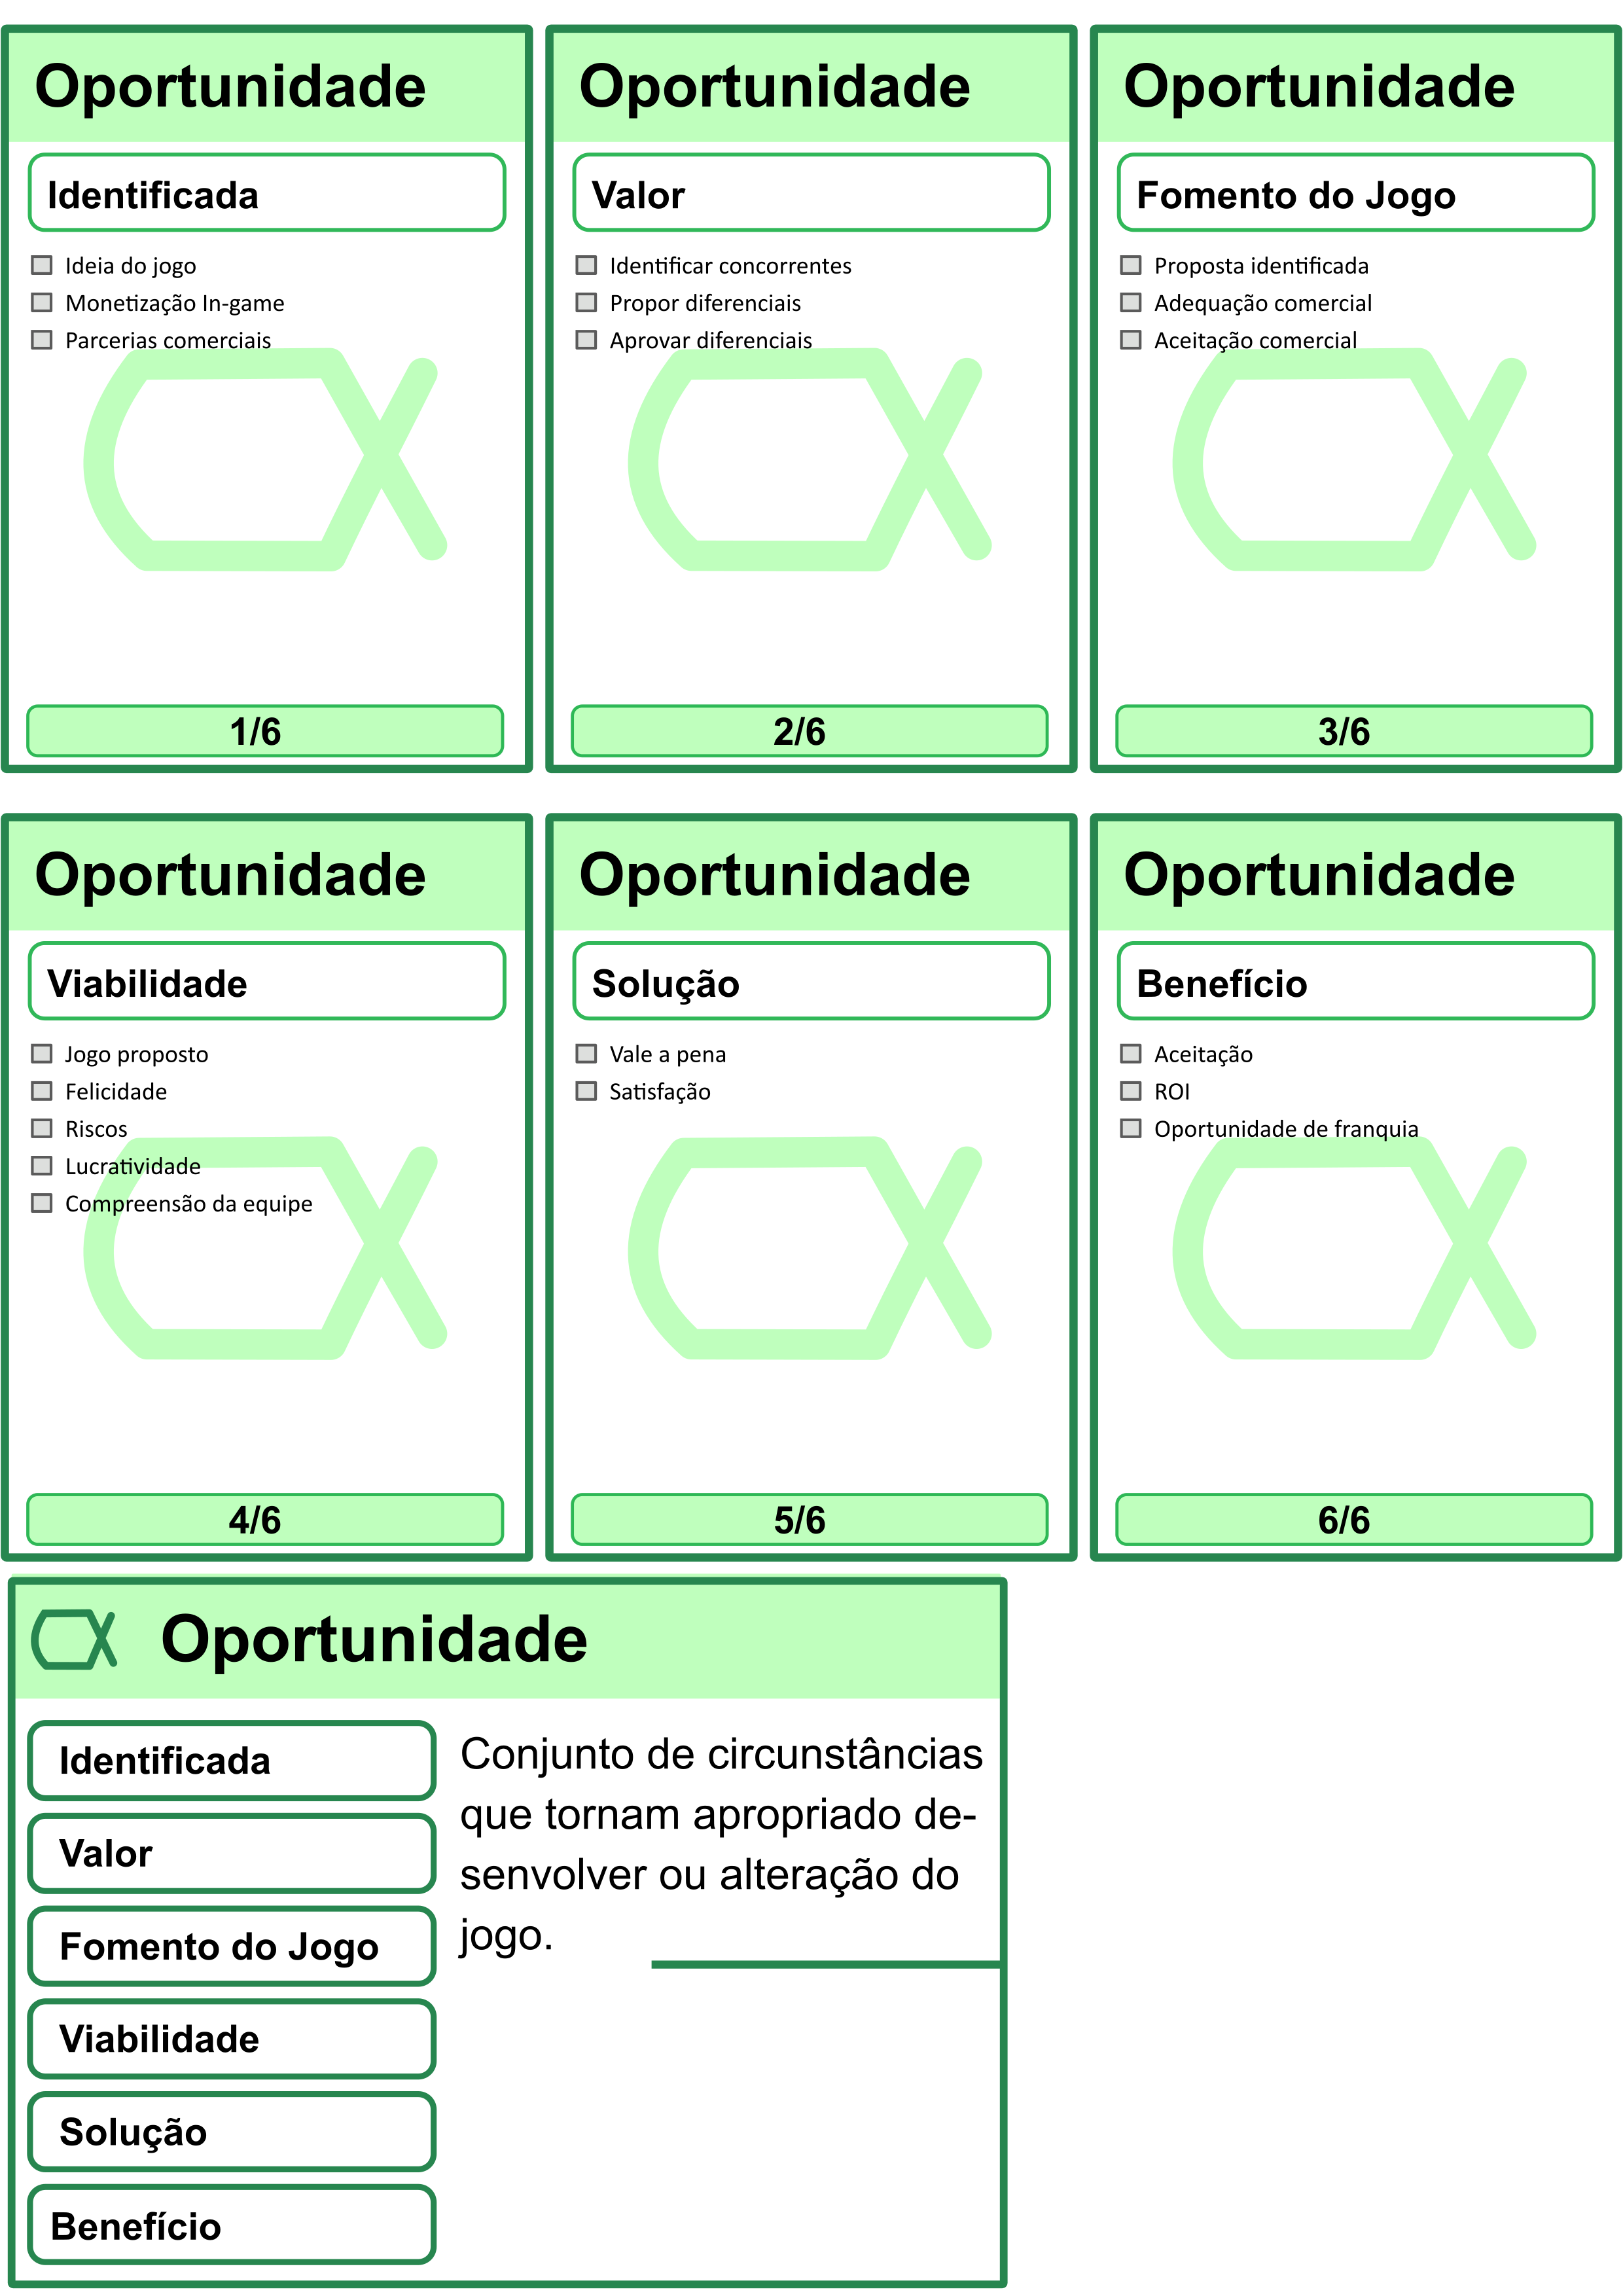 Oportunidade
Identificada
Ideia do jogo
Monetização In-game
Parcerias comerciais
1/6
Oportunidade
Valor
Identificar concorrentes
Propor diferenciais
Aprovar diferenciais
2/6
Oportunidade
Fomento do Jogo
Proposta identificada
Adequação comercial
Aceitação comercial
3/6
Oportunidade
Viabilidade
Jogo proposto
Felicidade
Riscos
Lucratividade
Compreensão da equipe
4/6
Oportunidade
Solução
Vale a pena
Satisfação
5/6
Oportunidade
Benefício
Aceitação
ROI
Oportunidade de franquia
6/6
Oportunidade
Identificada
Valor
Fomento do Jogo
Viabilidade
Solução
Benefício
Conjunto de circunstâncias
que tornam apropriado de-
senvolver ou alteração do
jogo.